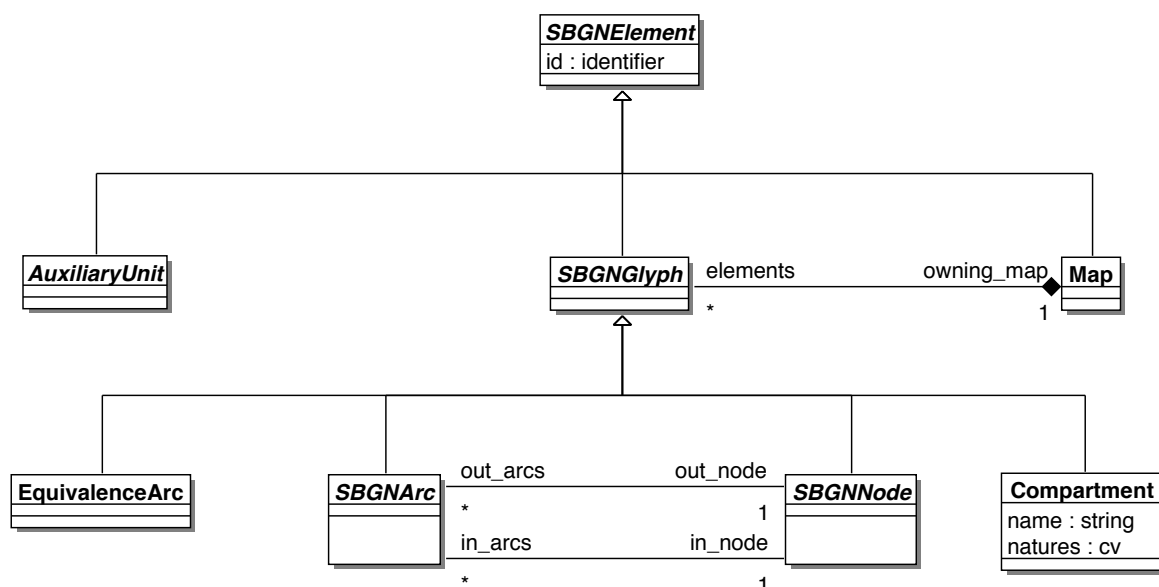 SBGNElement
id : identifier
AuxiliaryUnit
SBGNGlyph
elements
owning_map
Map
*
1
EquivalenceArc
SBGNArc
out_arcs
out_node
SBGNNode
Compartment
*
1
name : string
in_arcs
in_node
natures : cv
*
1